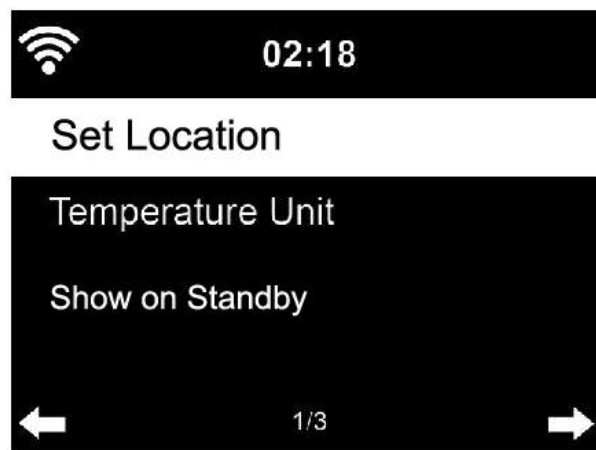 02:18
Set Location
Temperature Unit
Show on Standby
1/3